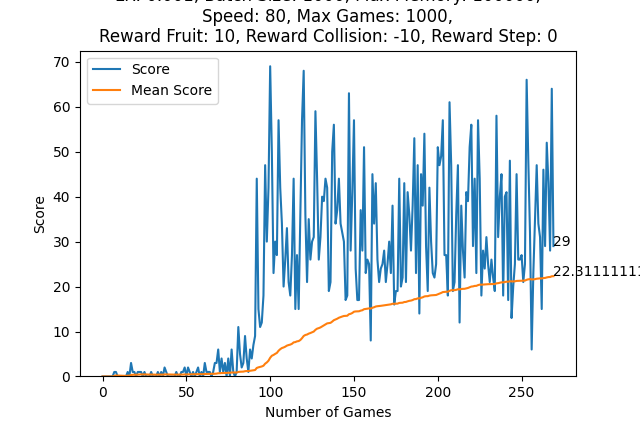 Speed: 80, Max Games: 1000,
Reward Fruit: 10, Reward Collision: -10, Reward Step: 0
Score
Mean Score
70
60
50
40
30
20
10
0
Score
29
22.31111111
0
50
100
150
200
250
Number of Games